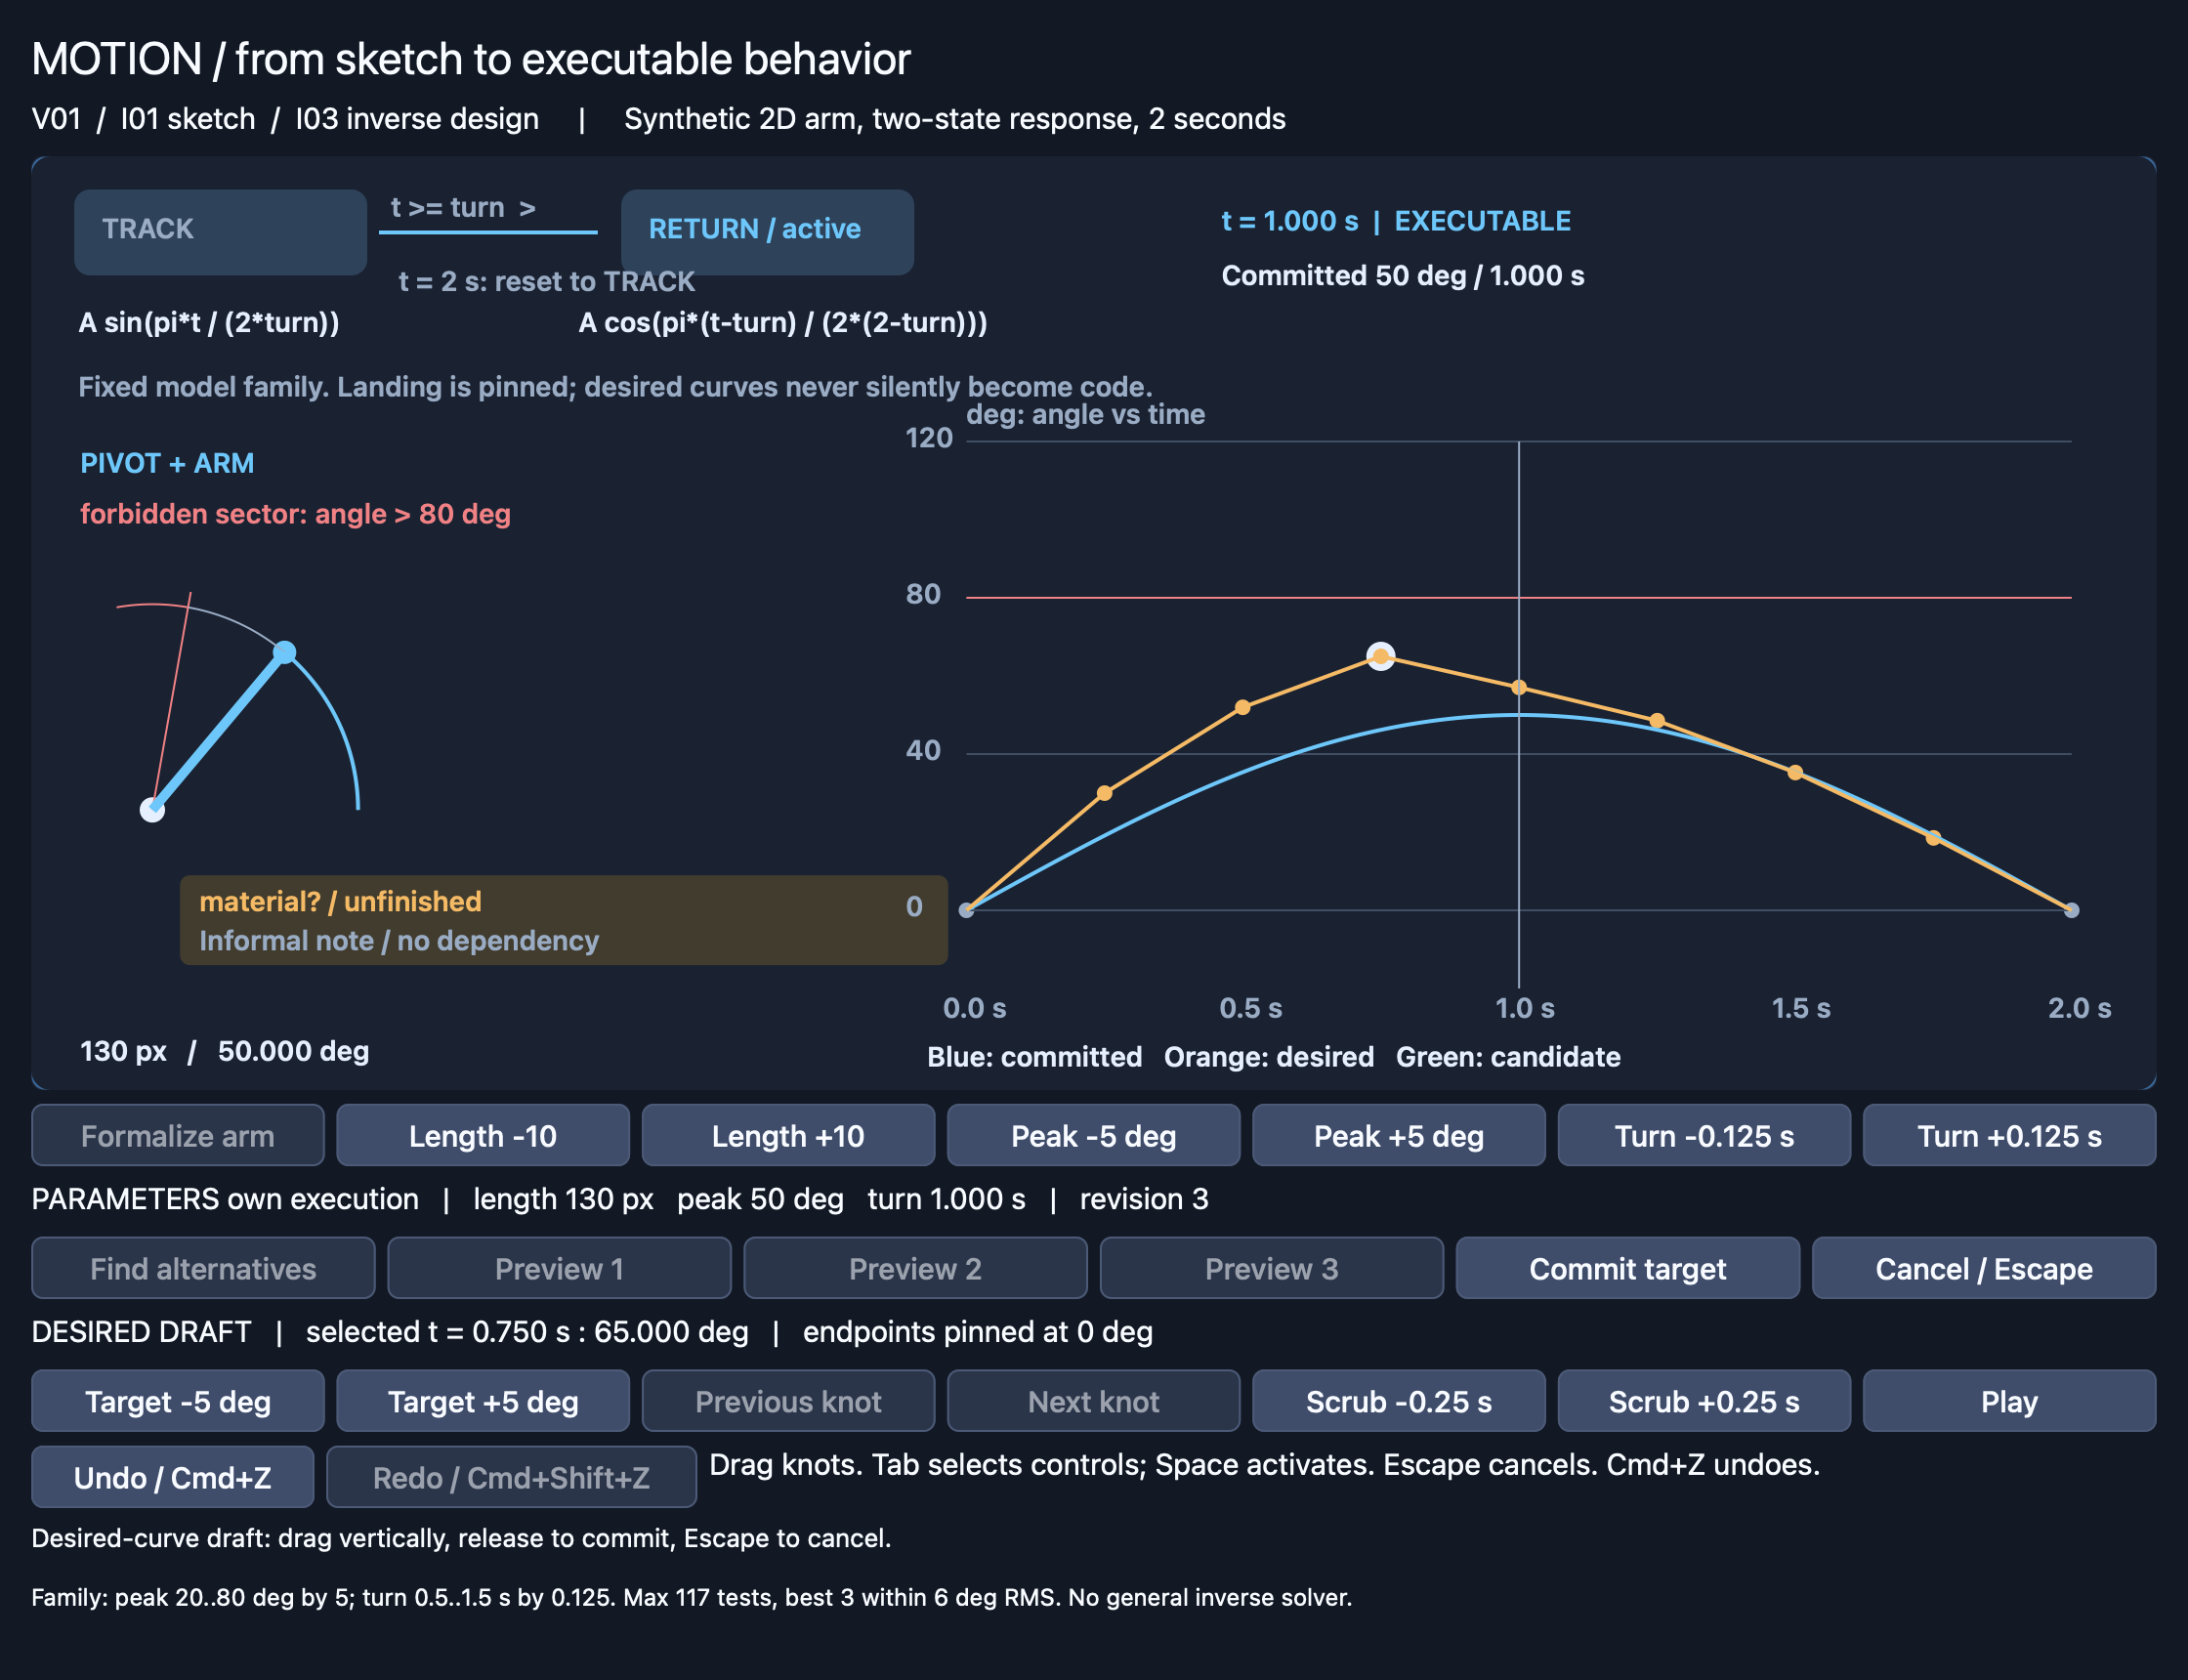 MOTION / from sketch to executable behavior
V01 / I01 sketch / I03 inverse design | Synthetic 2D arm, two-state response, 2 seconds
TRACK
t >= turn >
RETURN / active
t = 2 s: reset to TRACK
t = 1.000 s | EXECUTABLE
Committed 50 deg / 1.000 s
A sin(pi*t / (2*turn))
A cos(pi*(t-turn) / (2*(2-turn)))
Fixed model family. Landing is pinned; desired curves never silently become code.
PIVOT + ARM
forbidden sector: angle > 80 deg
deg: angle vs time
120
80
40
0
material? / unfinished
Informal note / no dependency
0.0 s
0.5 s
1.0 s
1.5 s
2.0 s
130 px / 50.000 deg
Blue: committed Orange: desired Green: candidate
Formalize arm
Length -10
Length +10
Peak -5 deg
Peak +5 deg
Turn -0.125 s
Turn +0.125 s
PARAMETERS own execution | length 130 px peak 50 deg turn 1.000 s | revision 3
Find alternatives
Preview 1
Preview 2
Preview 3
Commit target
Cancel / Escape
DESIRED DRAFT | selected t = 0.750 s : 65.000 deg | endpoints pinned at 0 deg
Target -5 deg
Target +5 deg
Previous knot
Next knot
Scrub -0.25 s
Scrub +0.25 s
Play
Undo / Cmd+Z
Redo / Cmd+Shift+Z
Drag knots. Tab selects controls; Space activates. Escape cancels. Cmd+Z undoes.
Desired-curve draft: drag vertically, release to commit, Escape to cancel.
Family: peak 20..80 deg by 5; turn 0.5..1.5 s by 0.125. Max 117 tests, best 3 within 6 deg RMS. No general inverse solver.